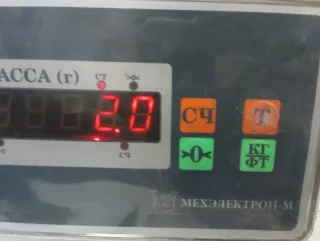 АССА (г) СТ
2.0
СЧ Т
СЧ
>0< КГ
ФТ
МЕХЭЛЕКТРОН-М